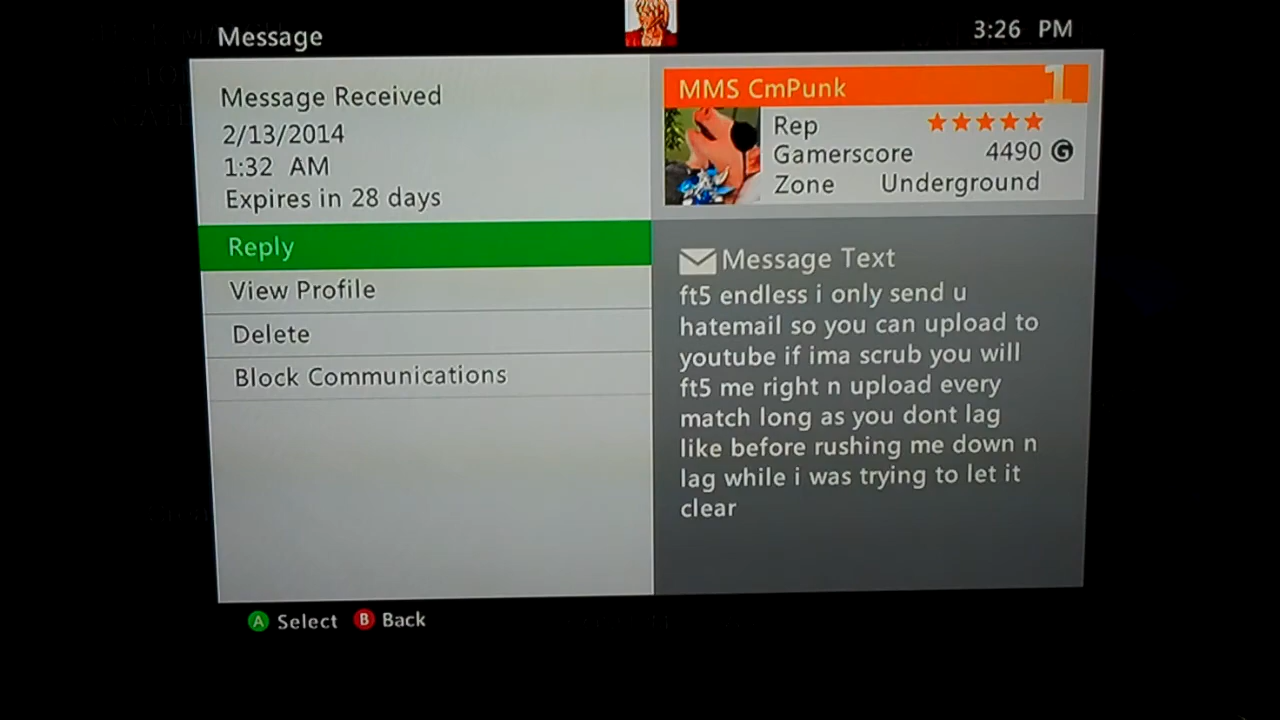 Message
3:26 PM
Message Received
2/13/2014
1:32 AM
Expires in 28 days
Reply
View Profile
Delete
Block Communications
MMS CmPunk
1
Rep
Gamerscore 4490 G
Zone Underground
Message Text
ft5 endless i only send u
hatemail so you can upload to
youtube if ima scrub you will
ft5 me right n upload every
match long as you dont lag
like before rushing me down n
lag while i was trying to let it
clear
A Select B Back